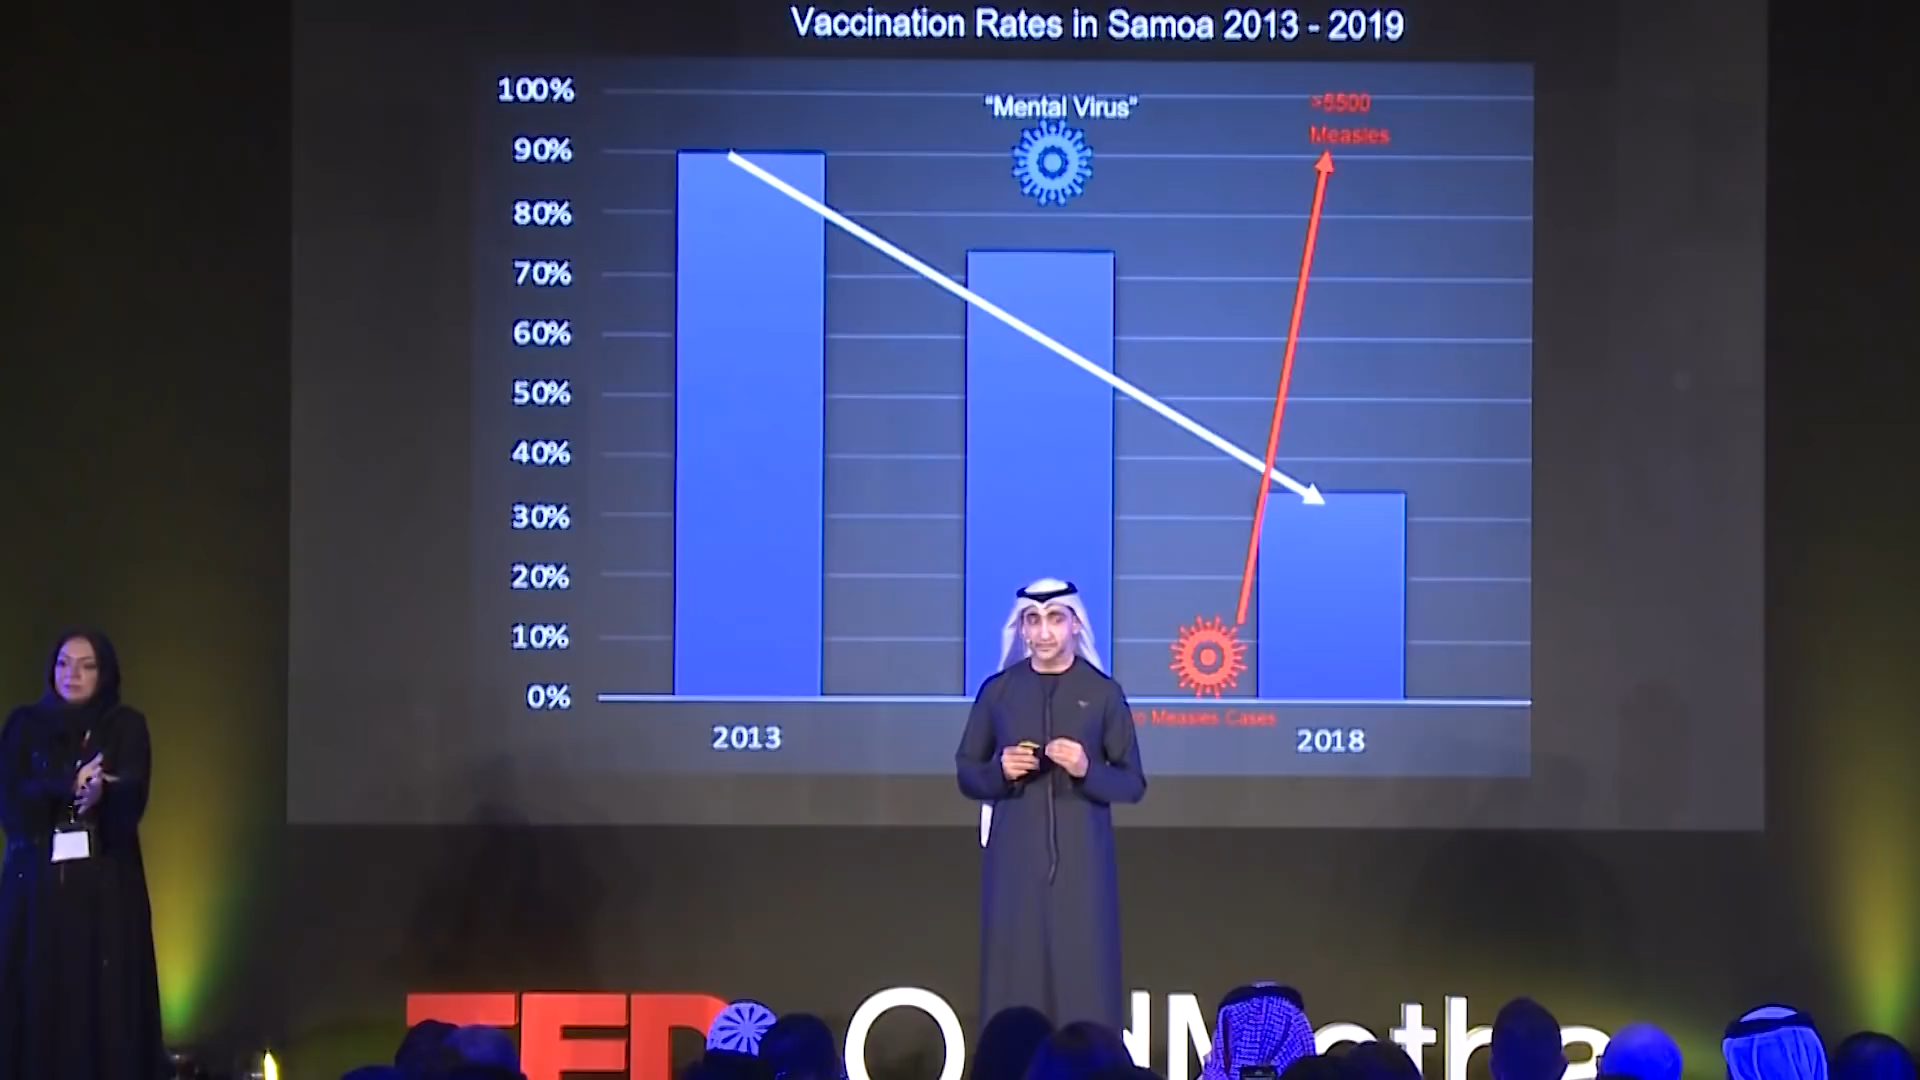 Vaccination Rates in Samoa 2013 - 2019
100%
"Mental Virus"
>5500
Measles
90%
80%
70%
60%
50%
40%
30%
20%
10%
0%
Measles Cases
2013
2018
TED